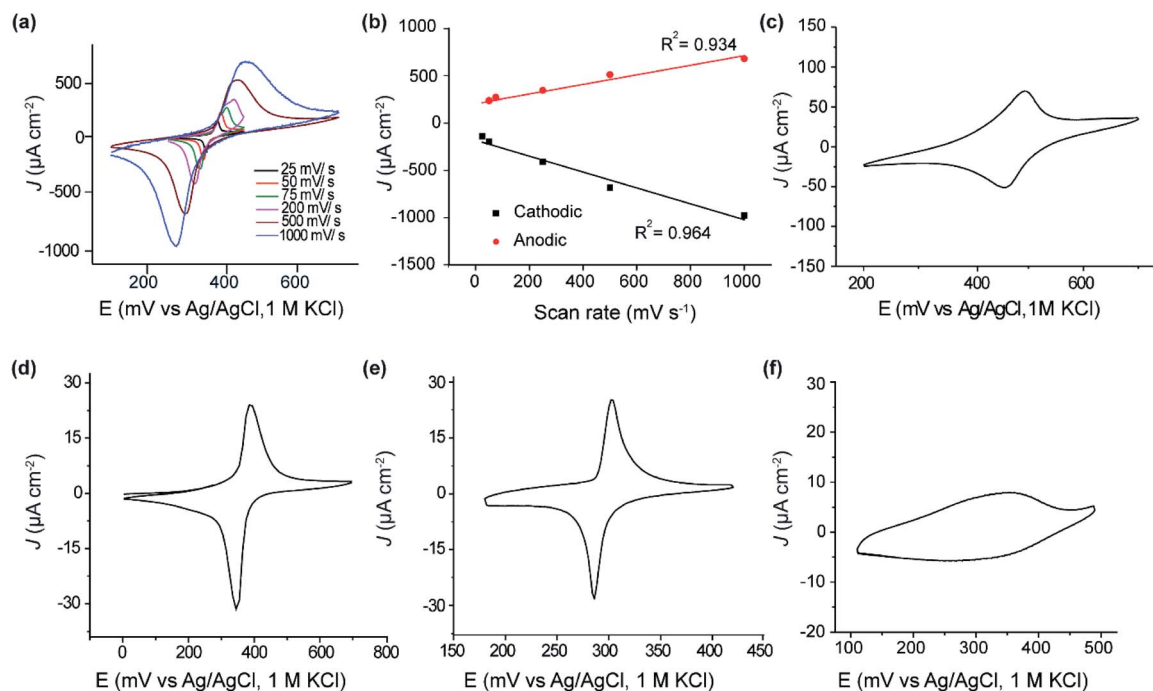 (a)
J (µA cm⁻²)
500
0
-500
-1000
25 mV/ s
50 mV/ s
75 mV/ s
200 mV/ s
500 mV/ s
1000 mV/ s
200 400 600
E (mV vs Ag/AgCl,1 M KCl)
(b)
J (µA cm⁻²)
1000
500
0
-500
-1000
-1500
R²= 0.934
Cathodic
Anodic
R²= 0.964
0 200 400 600 800 1000
Scan rate (mV s⁻¹)
(c)
J (µA cm⁻²)
150
100
50
0
-50
-100
-150
200 400 600
E (mV vs Ag/AgCl,1M KCl)
(d)
J (µA cm⁻²)
30
15
0
-15
-30
0 200 400 600 800
E (mV vs Ag/AgCl, 1 M KCl)
(e)
J (µA cm⁻²)
30
15
0
-15
-30
150 200 250 300 350 400 450
E (mV vs Ag/AgCl, 1 M KCl)
(f)
J (µA cm⁻²)
30
20
10
0
-10
-20
100 200 300 400 500
E (mV vs Ag/AgCl, 1 M KCl)